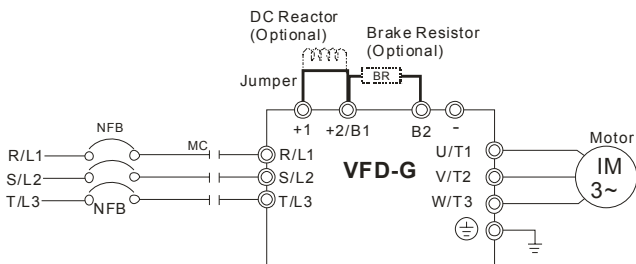 DC Reactor
(Optional)
Brake Resistor
(Optional)
Jumper
BR
+1
+2/B1
B2
-
NFB
MC
R/L1
R/L1
U/T1
Motor
S/L2
S/L2
VFD-G
V/T2
IM
3~
T/L3
NFB
T/L3
W/T3